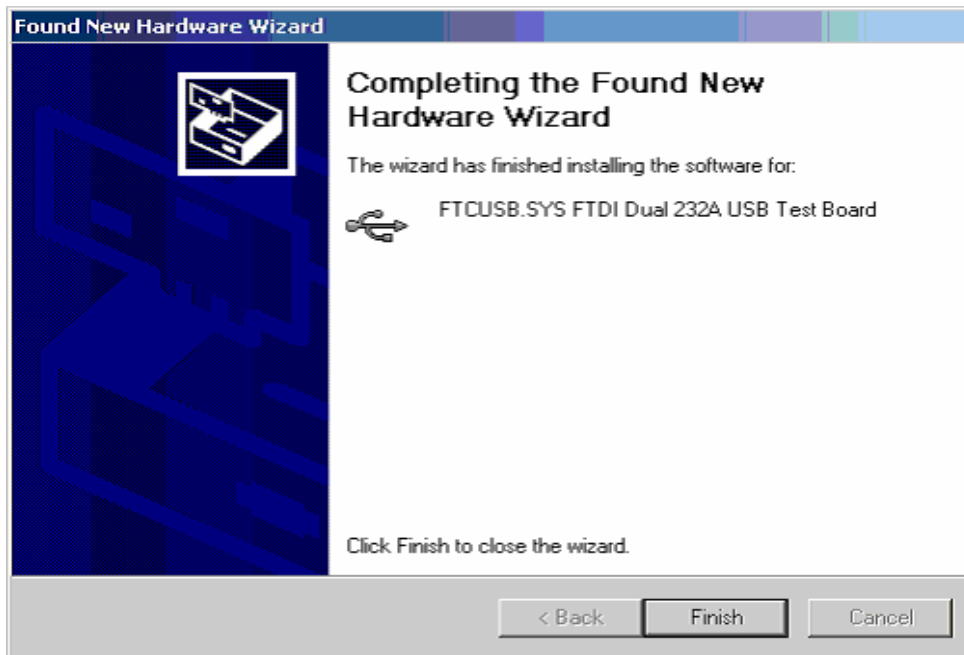 Found New Hardware Wizard
Completing the Found New
Hardware Wizard
The wizard has finished installing the software for:
FTCUSB.SYS FTDI Dual 232A USB Test Board
Click Finish to close the wizard.
< Back Finish Cancel